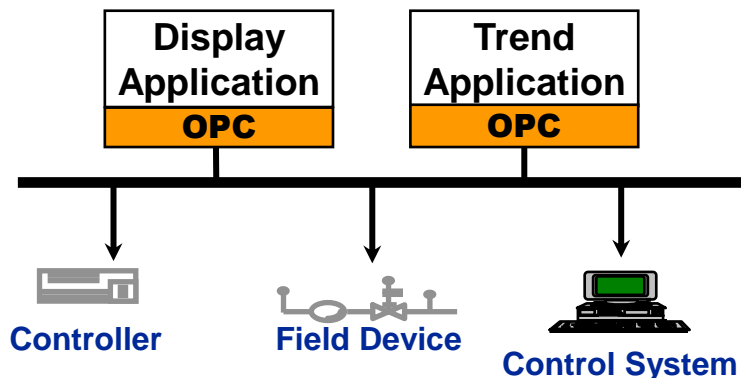 Display
Application
OPC
Trend
Application
OPC
Controller
Field Device
Control System